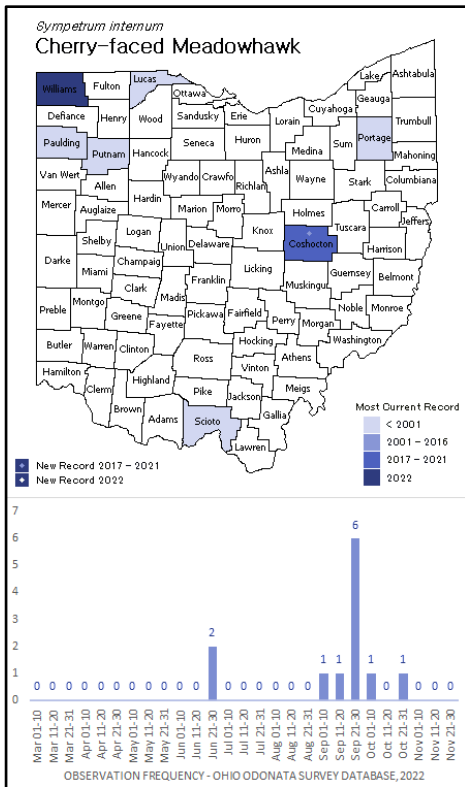 Sympetrum internum
Cherry-faced Meadowhawk
Williams
Fulton
Lucas
Ottawa
Lake
Ashtabula
Geauga
Cuyahoga
Defiance
Henry
Wood
Sandusky
Erie
Lorain
Trumbull
Sum
Portage
Medina
Mahoning
Paulding
Putnam
Hancock
Seneca
Huron
Van Wert
Allen
Wyando
Crawfo
Richlan
Ashla
Wayne
Stark
Columbiana
Mercer
Auglaize
Hardin
Marion
Morro
Holmes
Carroll
Jeffers
Tuscara
Knox
Coshocton
Harrison
Shelby
Logan
Union
Delaware
Licking
Darke
Miami
Champaig
Clark
Madis
Franklin
Muskingu
Guernsey
Belmont
Noble
Monroe
Preble
Montgo
Greene
Fayette
Pickawa
Fairfield
Perry
Morgan
Washington
Butler
Warren
Clinton
Ross
Hocking
Athens
Vinton
Hamilton
Clerm
Highland
Pike
Jackson
Meigs
Brown
Adams
Scioto
Gallia
Lawren
Most Current Record
< 2001
2001 - 2016
2017 - 2021
2022
New Record 2017 - 2021
New Record 2022
7
6
5
4
3
2
1
0
0 0 0 0 0 0 0 0 0 0 0 2 0 0 0 0 0 0 1 1 6 1 0 1 0 0 0
Mar 01-10
Mar 11-20
Mar 21-31
Apr 01-10
Apr 11-20
Apr 21-30
May 01-10
May 11-20
May 21-31
Jun 01-10
Jun 11-20
Jun 21-30
Jul 01-10
Jul 11-20
Jul 21-31
Aug 01-10
Aug 11-20
Aug 21-31
Sep 01-10
Sep 11-20
Sep 21-30
Oct 01-10
Oct 11-20
Oct 21-31
Nov 01-10
Nov 11-20
Nov 21-30
OBSERVATION FREQUENCY - OHIO ODONATA SURVEY DATABASE, 2022